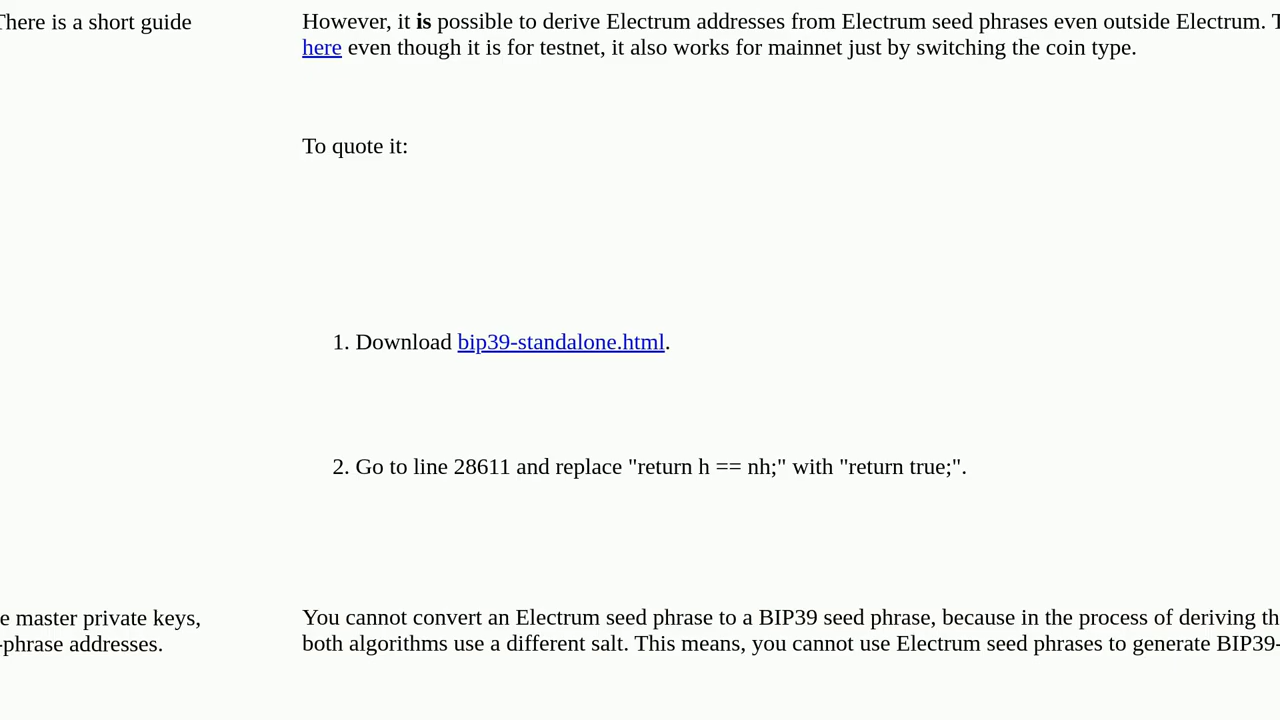 There is a short guide
However, it is possible to derive Electrum addresses from Electrum seed phrases even outside Electrum.
here even though it is for testnet, it also works for mainnet just by switching the coin type.
To quote it:
1. Download bip39-standalone.html.
2. Go to line 28611 and replace "return h == nh;" with "return true;".
e master private keys,
-phrase addresses.
You cannot convert an Electrum seed phrase to a BIP39 seed phrase, because in the process of deriving th
both algorithms use a different salt. This means, you cannot use Electrum seed phrases to generate BIP39-